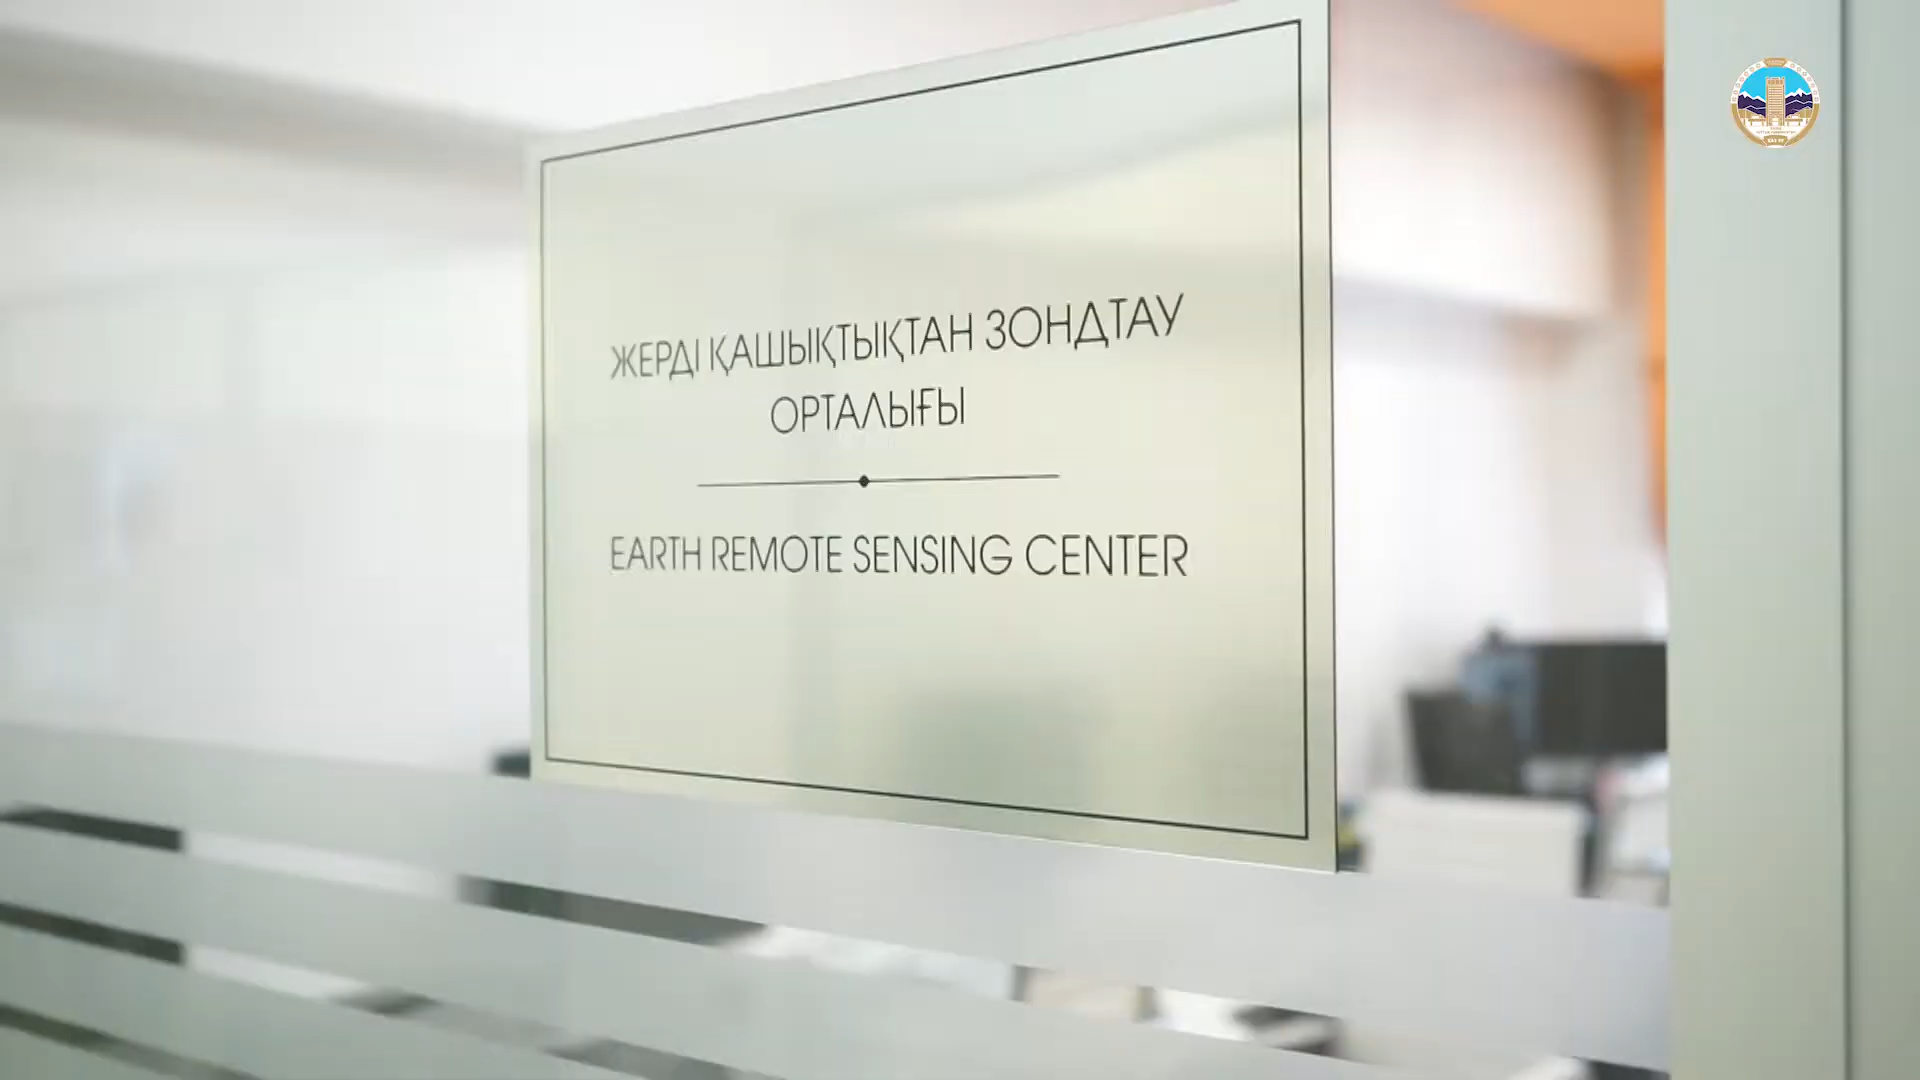 ЖЕРДІ ҚАШЫҚТЫҚТАН ЗОНДТАУ
ОРТАЛЫҒЫ
EARTH REMOTE SENSING CENTER